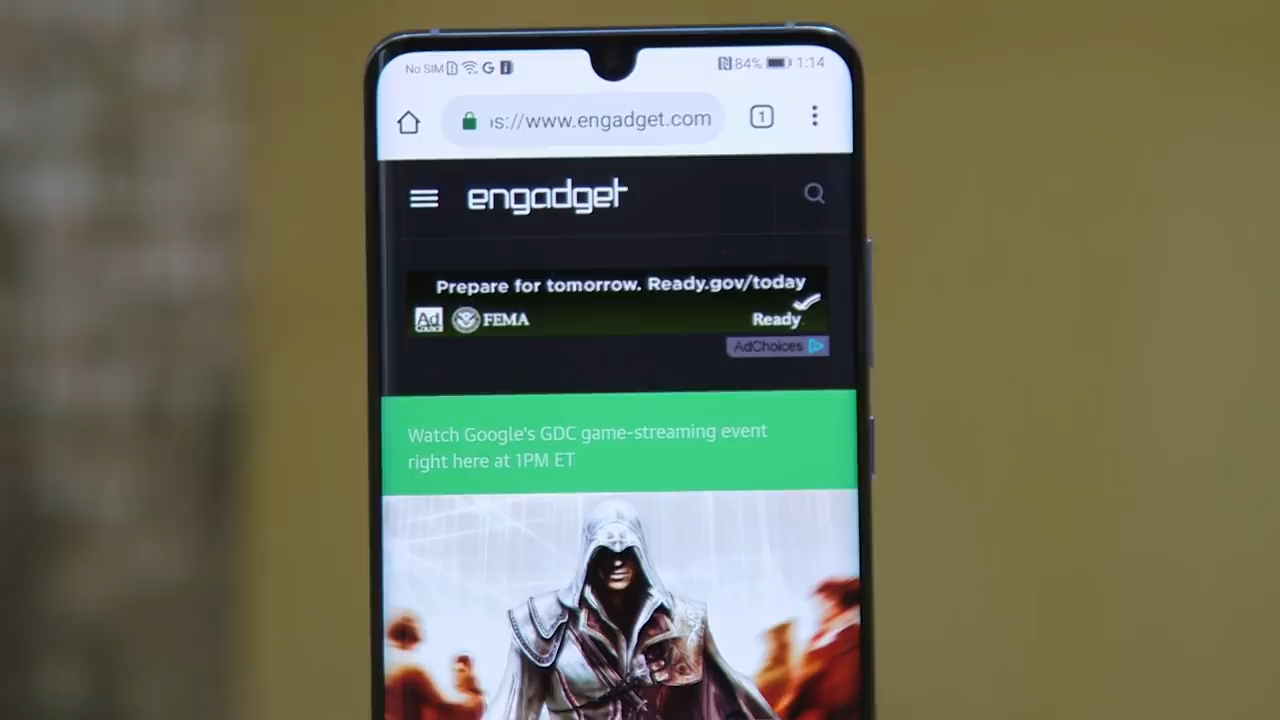 No SIM
84% 1:14
s://www.engadget.com
1
engadget
Prepare for tomorrow. Ready.gov/today
Ad
FEMA
Ready
AdChoices
Watch Google's GDC game-streaming event
right here at 1PM ET